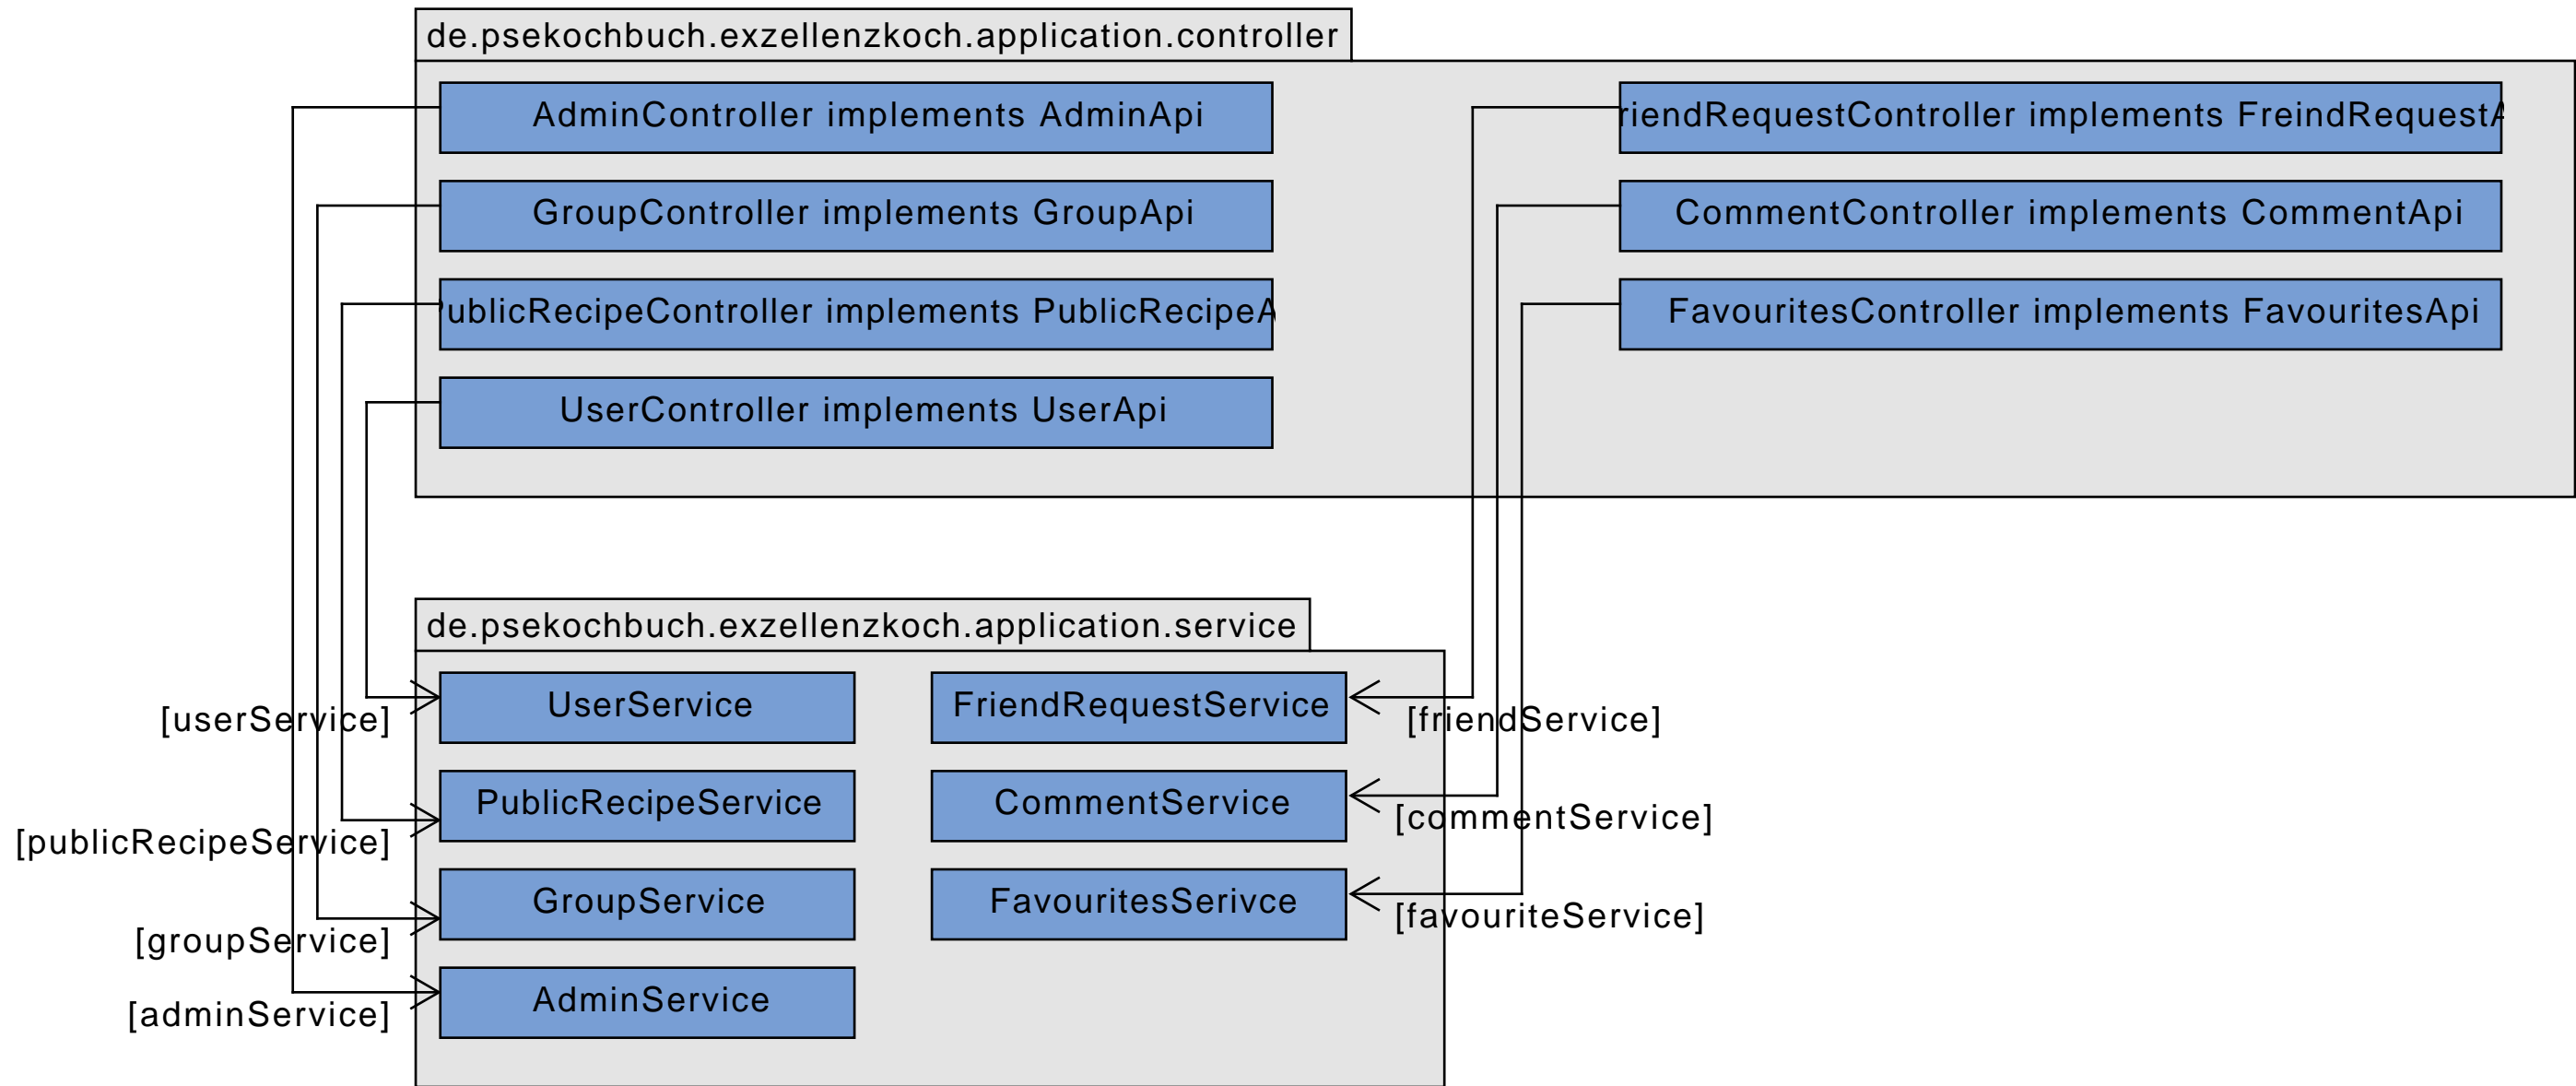 de.psekochbuch.exzellenzkoch.application.controller
AdminController implements AdminApi
riendRequestController implements FreindRequestA
GroupController implements GroupApi
CommentController implements CommentApi
ublicRecipeController implements PublicRecipeA
FavouritesController implements FavouritesApi
UserController implements UserApi
de.psekochbuch.exzellenzkoch.application.service
UserService
FriendRequestService
[userService]
[friendService]
PublicRecipeService
CommentService
[publicRecipeService]
[commentService]
GroupService
FavouritesSerivce
[groupService]
[favouriteService]
AdminService
[adminService]